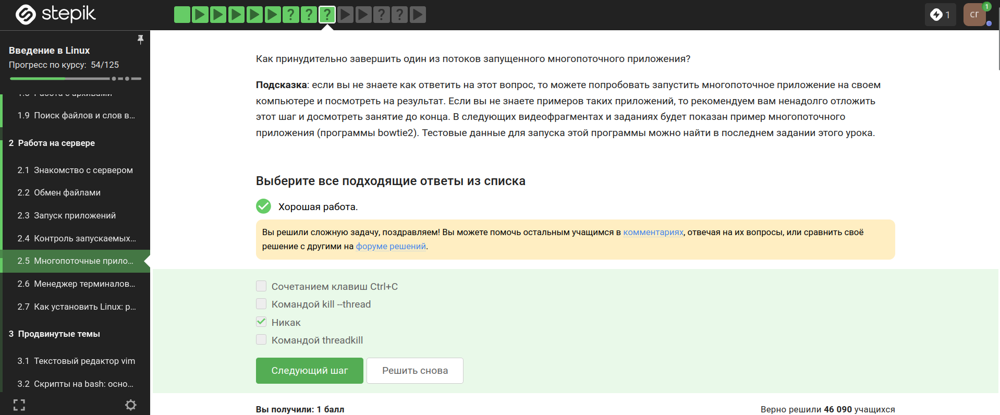 stepik
?
?
?
?
?
1
СГ
1
Введение в Linux
Прогресс по курсу: 54/125
1.8 Работа с архивами
1.9 Поиск файлов и слов в...
2 Работа на сервере
2.1 Знакомство с сервером
2.2 Обмен файлами
2.3 Запуск приложений
2.4 Контроль запускаемых...
2.5 Многопоточные прило...
2.6 Менеджер терминалов...
2.7 Как установить Linux: р...
3 Продвинутые темы
3.1 Текстовый редактор vim
3.2 Скрипты на bash: осно...
Как принудительно завершить один из потоков запущенного многопоточного приложения?
Подсказка: если вы не знаете как ответить на этот вопрос, то можете попробовать запустить многопоточное приложение на своем
компьютере и посмотреть на результат. Если вы не знаете примеров таких приложений, то рекомендуем вам ненадолго отложить
этот шаг и досмотреть занятие до конца. В следующих видеофрагментах и заданиях будет показан пример многопоточного
приложения (программы bowtie2). Тестовые данные для запуска этой программы можно найти в последнем задании этого урока.
Выберите все подходящие ответы из списка
Хорошая работа.
Вы решили сложную задачу, поздравляем! Вы можете помочь остальным учащимся в комментариях, отвечая на их вопросы, или сравнить своё
решение с другими на форуме решений.
Сочетанием клавиш Ctrl+C
Командой kill --thread
Никак
Командой threadkill
Следующий шаг
Решить снова
Вы получили: 1 балл
Верно решили 46 090 учащихся